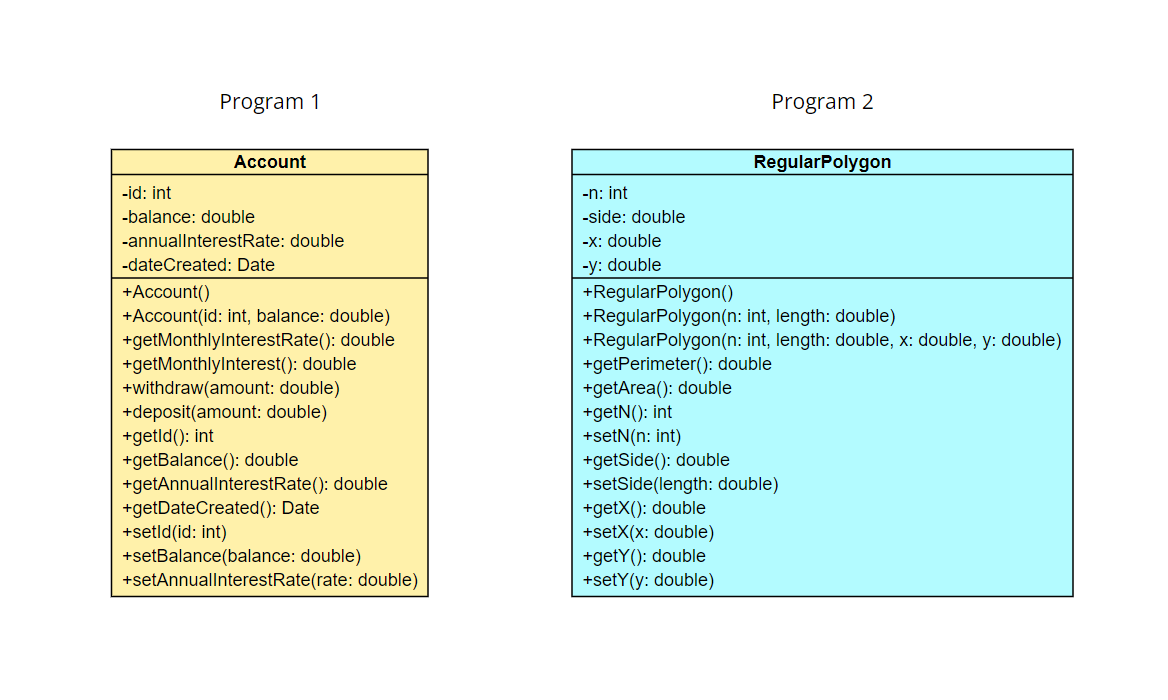 Program 1
Account
-id: int
-balance: double
-annualInterestRate: double
-dateCreated: Date
+Account()
+Account(id: int, balance: double)
+getMonthlyInterestRate(): double
+getMonthlyInterest(): double
+withdraw(amount: double)
+deposit(amount: double)
+getId(): int
+getBalance(): double
+getAnnualInterestRate(): double
+getDateCreated(): Date
+setId(id: int)
+setBalance(balance: double)
+setAnnualInterestRate(rate: double)
Program 2
RegularPolygon
-n: int
-side: double
-x: double
-y: double
+RegularPolygon()
+RegularPolygon(n: int, length: double)
+RegularPolygon(n: int, length: double, x: double, y: double)
+getPerimeter(): double
+getArea(): double
+getN(): int
+setN(n: int)
+getSide(): double
+setSide(length: double)
+getX(): double
+setX(x: double)
+getY(): double
+setY(y: double)